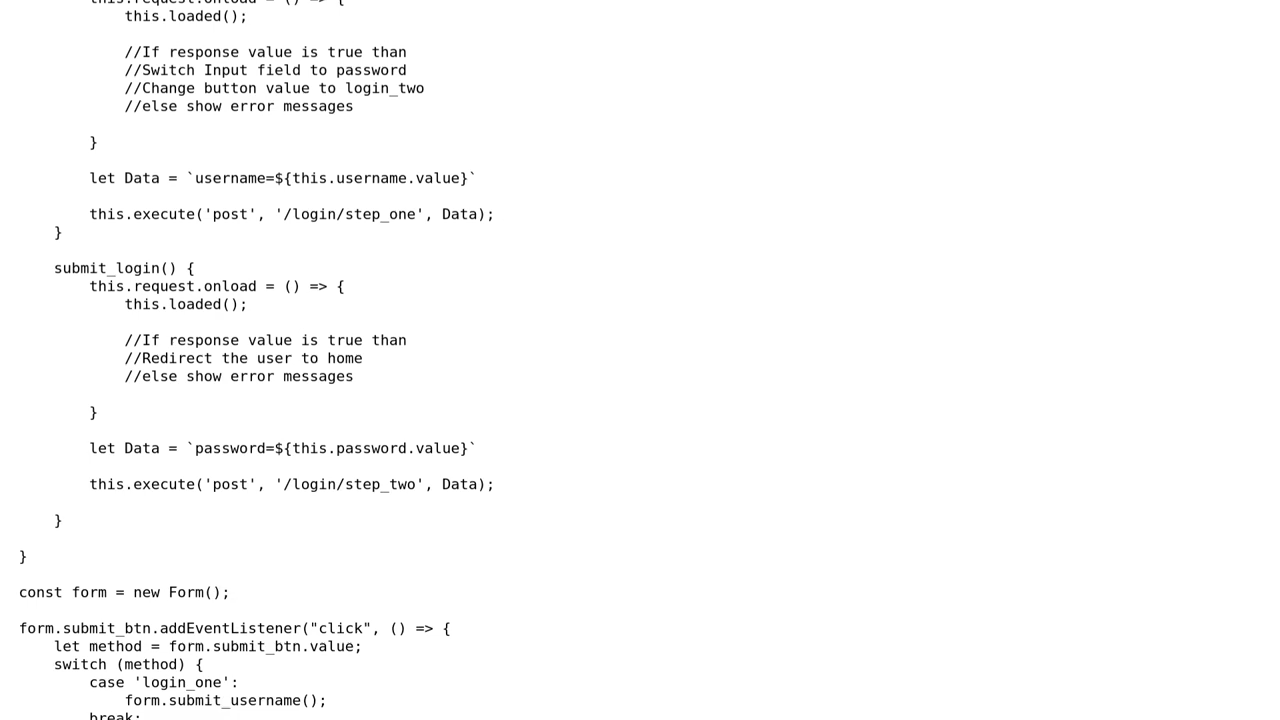 this.request.onload = () => {
this.loaded();
//If response value is true than
//Switch Input field to password
//Change button value to login_two
//else show error messages
}
let Data = `username=${this.username.value}`
this.execute('post', '/login/step_one', Data);
}
submit_login() {
this.request.onload = () => {
this.loaded();
//If response value is true than
//Redirect the user to home
//else show error messages
}
let Data = `password=${this.password.value}`
this.execute('post', '/login/step_two', Data);
}
}
const form = new Form();
form.submit_btn.addEventListener("click", () => {
let method = form.submit_btn.value;
switch (method) {
case 'login_one':
form.submit_username();
break;